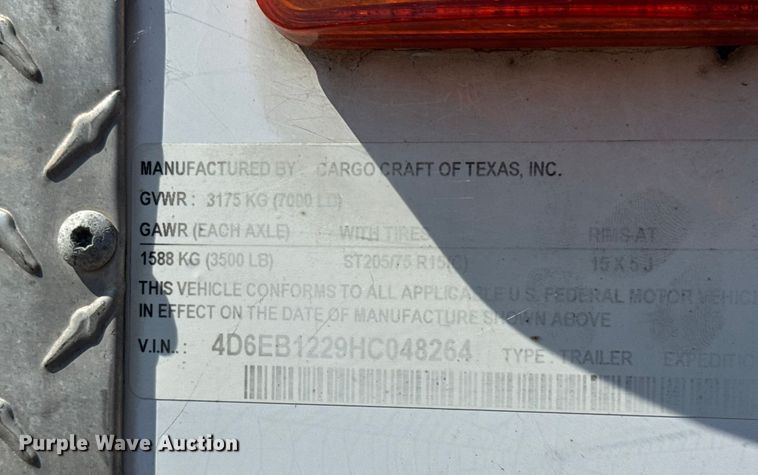 MANUFACTURED BY : CARGO CRAFT OF TEXAS, INC.
GVWR : 3175 KG (7000 LB)
GAWR (EACH AXLE) WITH TIRES RIMS AT
1588 KG (3500 LB) ST205/75 R15(C) 15 X 5 J
THIS VEHICLE CONFORMS TO ALL APPLICABLE U.S. FEDERAL MOTOR VEHIC
IN EFFECT ON THE DATE OF MANUFACTURE SHOWN ABOVE
V.I.N.: 4D6EB1229HC048264 TYPE: TRAILER EXPEDIT
Purple Wave Auction